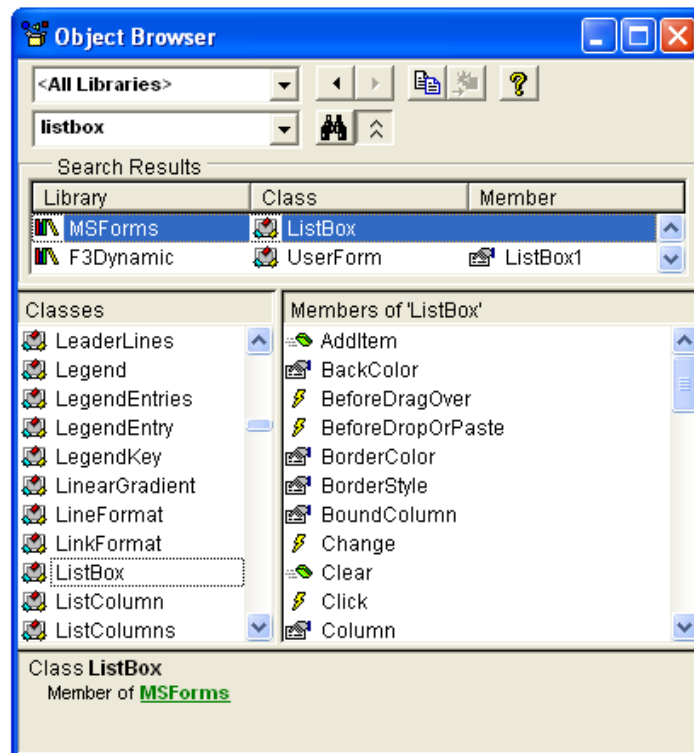 Object Browser
<All Libraries>
listbox
Search Results
Library Class Member
MSForms ListBox
F3Dynamic UserForm ListBox1
Classes
LeaderLines
Legend
LegendEntries
LegendEntry
LegendKey
LinearGradient
LineFormat
LinkFormat
ListBox
ListColumn
ListColumns
Members of 'ListBox'
AddItem
BackColor
BeforeDragOver
BeforeDropOrPaste
BorderColor
BorderStyle
BoundColumn
Change
Clear
Click
Column
Class ListBox
Member of MSForms